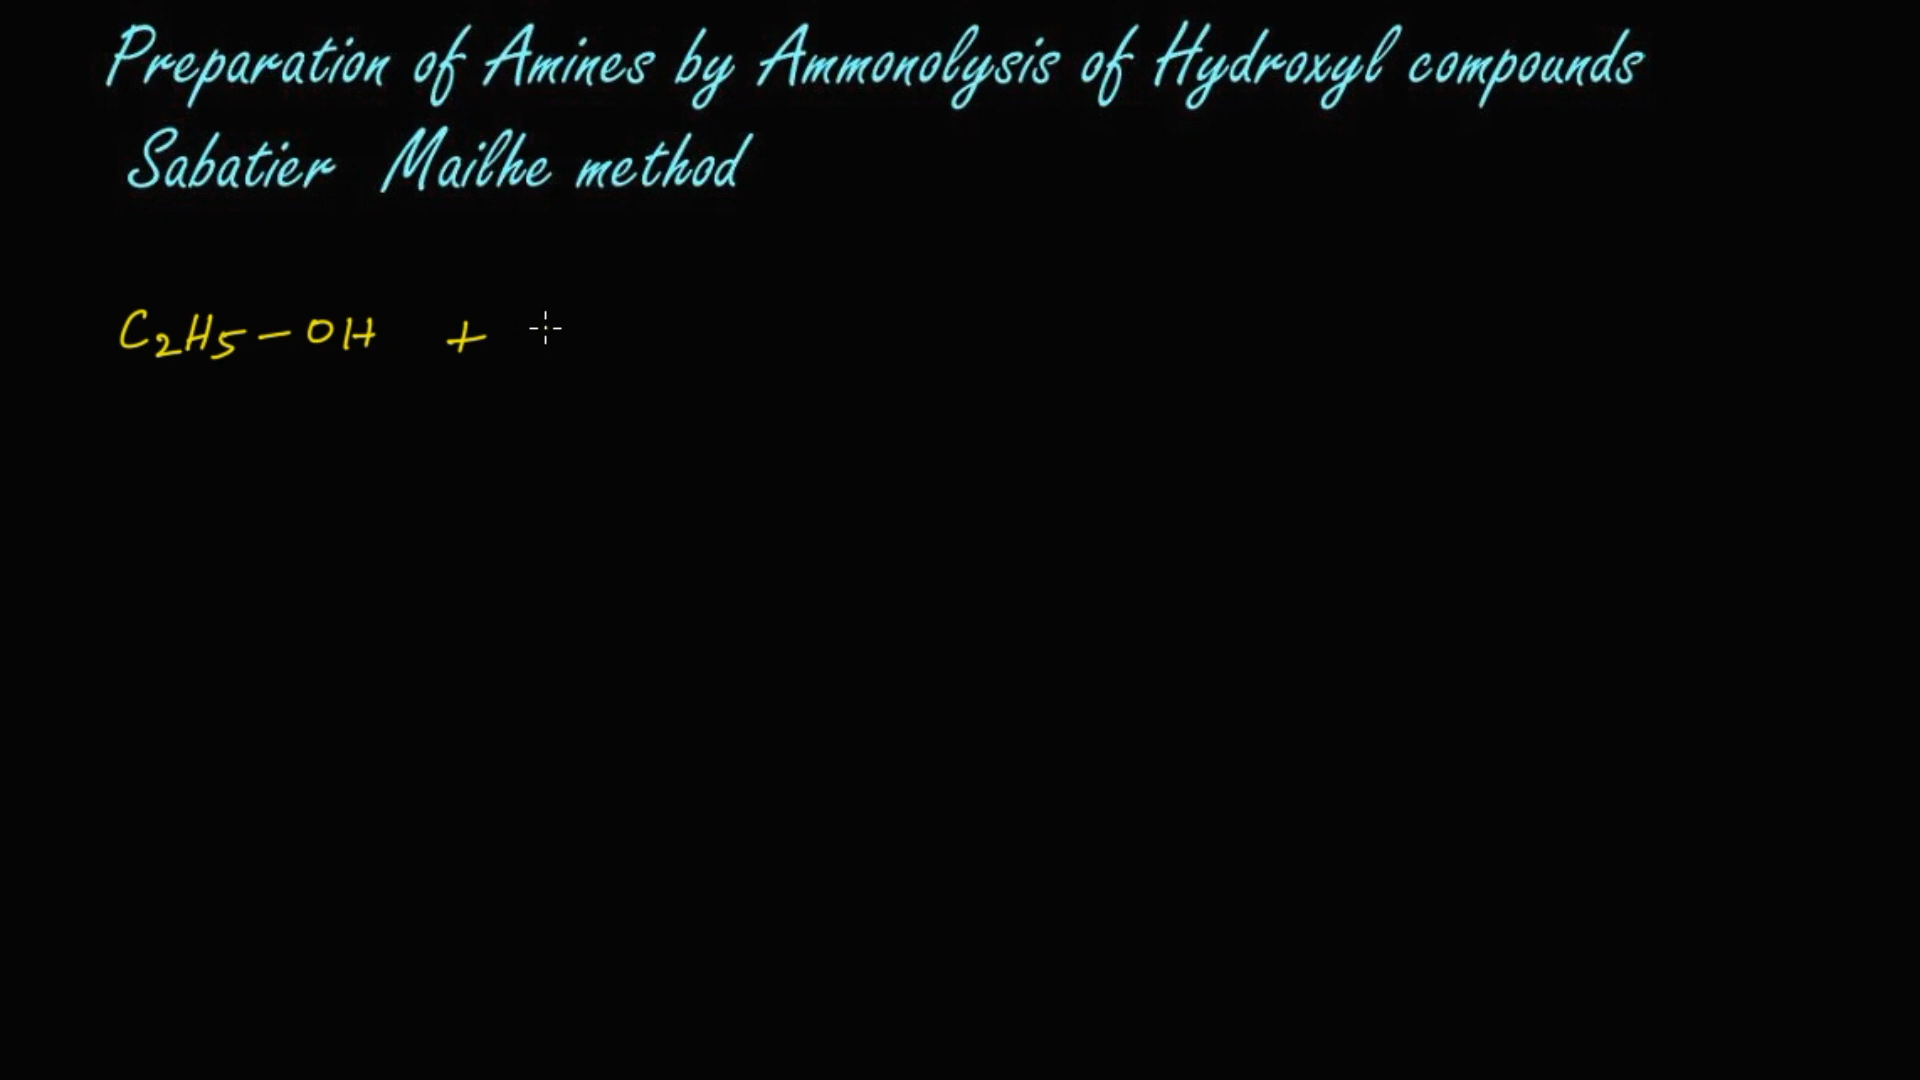 Preparation of Amines by Ammonolysis of Hydroxyl compounds
Sabatier Mailhe method
C2H5-OH +